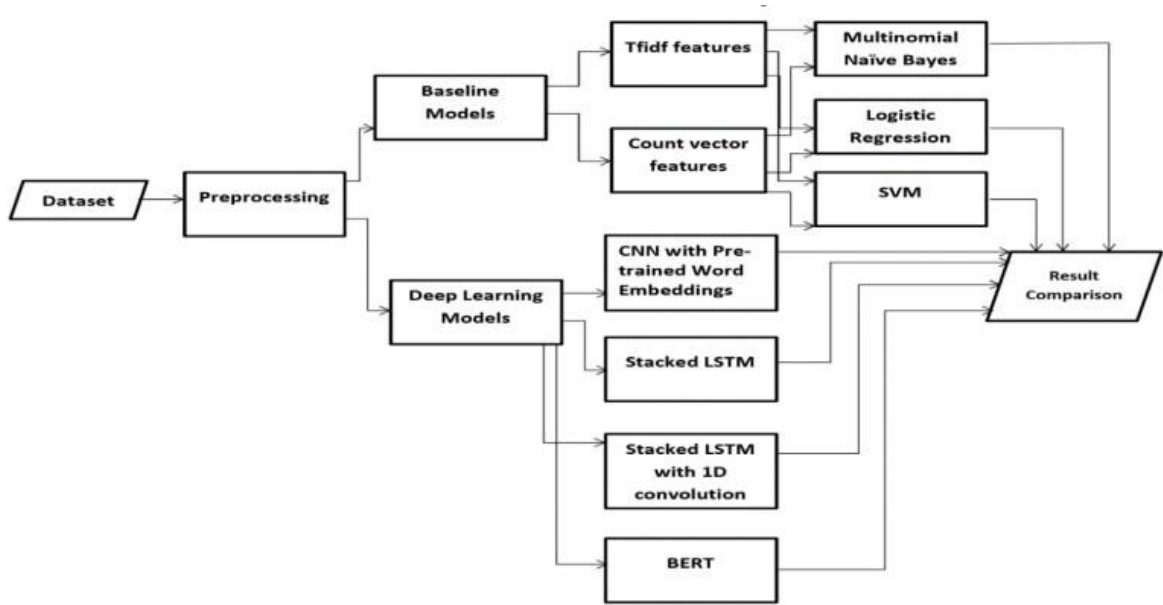 Dataset
Preprocessing
Baseline
Models
Deep Learning
Models
Tfidf features
Count vector
features
Multinomial
Naïve Bayes
Logistic
Regression
SVM
CNN with Pre-
trained Word
Embeddings
Stacked LSTM
Stacked LSTM
with 1D
convolution
BERT
Result
Comparison